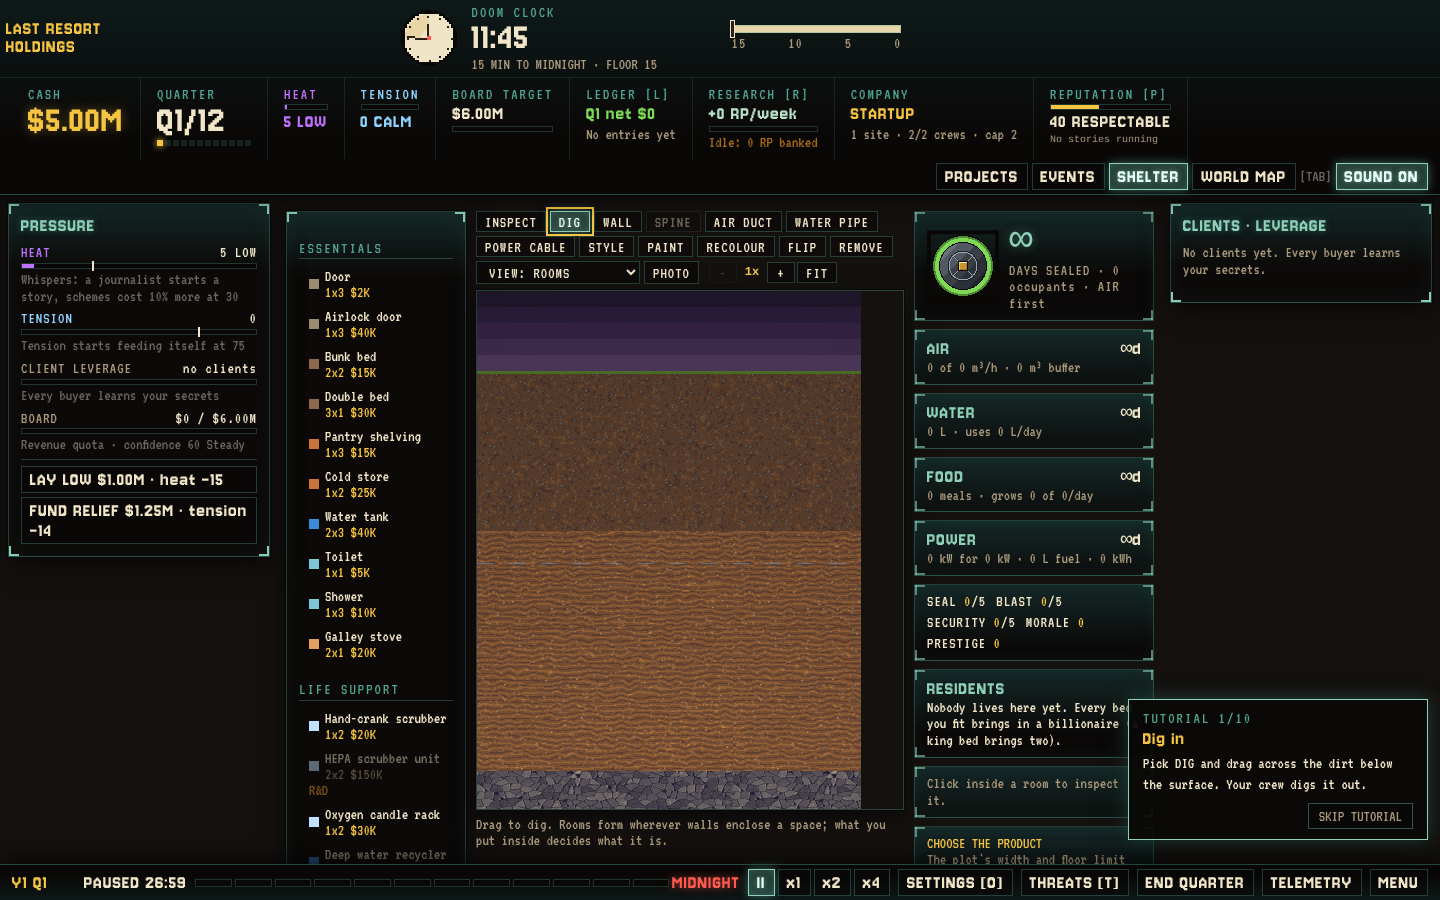 LAST RESORT
HOLDINGS
DOOM CLOCK
11:45
15 MIN TO MIDNIGHT · FLOOR 15
15 10 5 0
CASH
$5.00M
QUARTER
Q1/12
HEAT
5 LOW
TENSION
0 CALM
BOARD TARGET
$6.00M
LEDGER [L]
Q1 net $0
No entries yet
RESEARCH [R]
+0 RP/week
Idle: 0 RP banked
COMPANY
STARTUP
1 site · 2/2 crews · cap 2
REPUTATION [P]
40 RESPECTABLE
No stories running
PROJECTS
EVENTS
SHELTER
WORLD MAP
[TAB]
SOUND ON
PRESSURE
HEAT 5 LOW
Whispers: a journalist starts a
story, schemes cost 10% more at 30
TENSION 0
Tension starts feeding itself at 75
CLIENT LEVERAGE no clients
Every buyer learns your secrets
BOARD $0 / $6.00M
Revenue quota · confidence 60 Steady
LAY LOW $1.00M · heat -15
FUND RELIEF $1.25M · tension
-14
ESSENTIALS
Door
1x3 $2K
Airlock door
1x3 $40K
Bunk bed
2x2 $15K
Double bed
3x1 $30K
Pantry shelving
1x3 $15K
Cold store
1x2 $25K
Water tank
2x3 $40K
Toilet
1x1 $5K
Shower
1x3 $10K
Galley stove
2x1 $20K
LIFE SUPPORT
Hand-crank scrubber
1x2 $20K
HEPA scrubber unit
2x2 $150K
R&D
Oxygen candle rack
1x2 $30K
Deep water recycler
INSPECT
DIG
WALL
SPINE
AIR DUCT
WATER PIPE
POWER CABLE
STYLE
PAINT
RECOLOUR
FLIP
REMOVE
VIEW: ROOMS
PHOTO
-
1x
+
FIT
Drag to dig. Rooms form wherever walls enclose a space; what you
put inside decides what it is.
∞
DAYS SEALED · 0
occupants · AIR
first
AIR ∞d
0 of 0 m³/h · 0 m³ buffer
WATER ∞d
0 L · uses 0 L/day
FOOD ∞d
0 meals · grows 0 of 0/day
POWER ∞d
0 kW for 0 kW · 0 L fuel · 0 kWh
SEAL 0/5 BLAST 0/5
SECURITY 0/5 MORALE 0
PRESTIGE 0
RESIDENTS
Nobody lives here yet. Every
you fit brings in a billionaire
king bed brings two).
Click inside a room to inspect
it.
CHOOSE THE PRODUCT
The plot's width and floor limit
CLIENTS · LEVERAGE
No clients yet. Every buyer learns
your secrets.
TUTORIAL 1/10
Dig in
Pick DIG and drag across the dirt below
the surface. Your crew digs it out.
SKIP TUTORIAL
Y1 Q1
PAUSED 26:59
MIDNIGHT
II
x1
x2
x4
SETTINGS [O]
THREATS [T]
END QUARTER
TELEMETRY
MENU